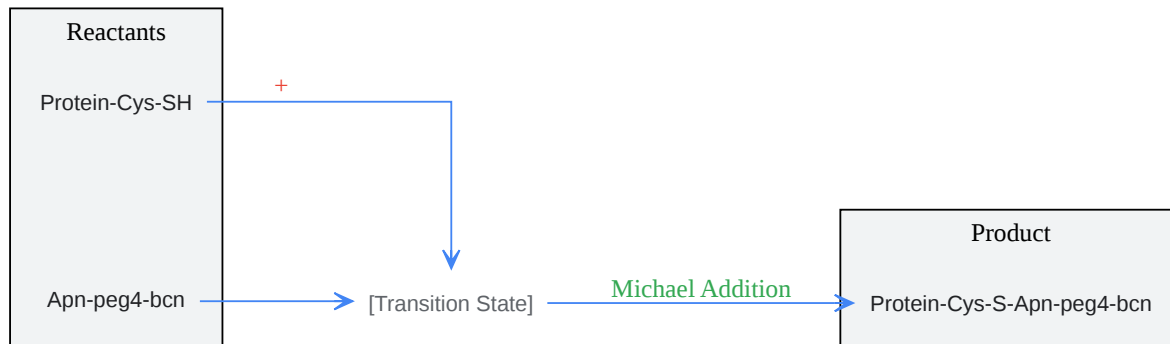 Reactants
Protein-Cys-SH
+
Apn-peg4-bcn
[Transition State]
Michael Addition
Product
Protein-Cys-S-Apn-peg4-bcn